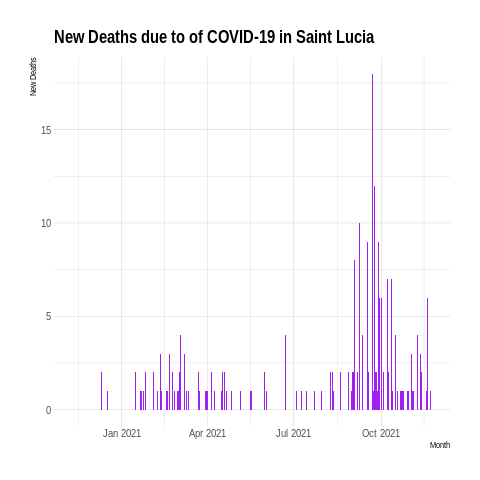 New Deaths due to of COVID-19 in Saint Lucia
New Deaths
15
10
5
0
Jan 2021 Apr 2021 Jul 2021 Oct 2021
Month